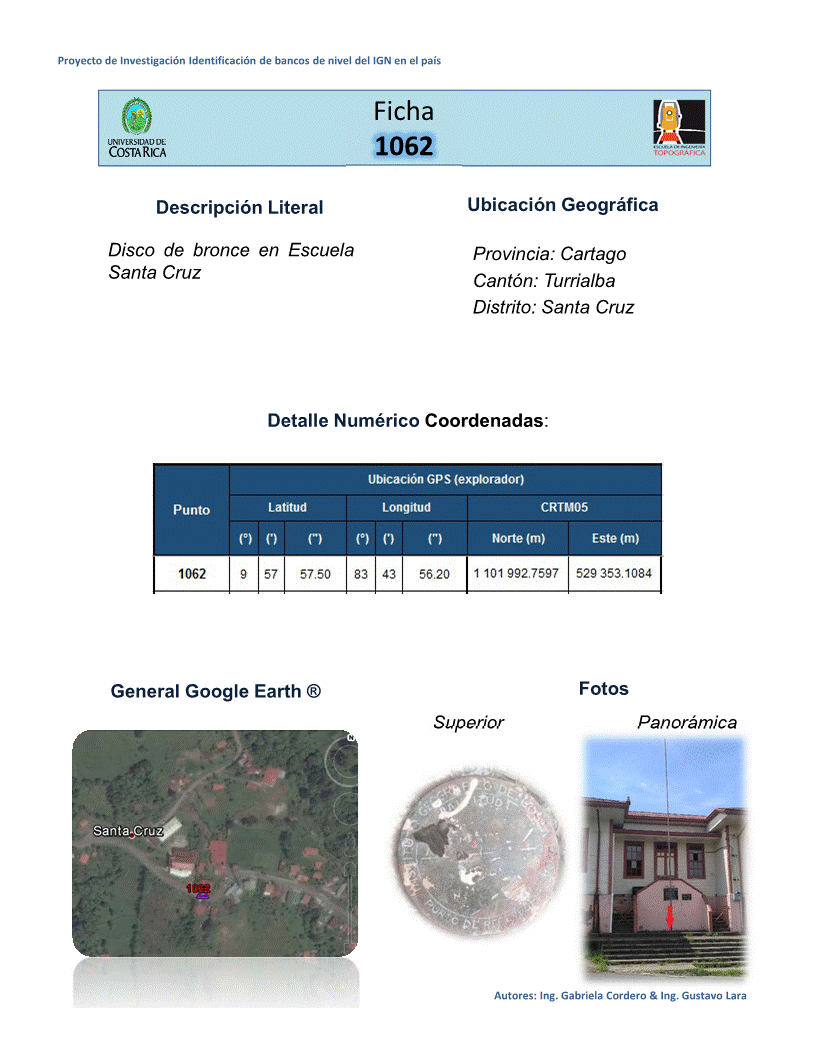 Proyecto de Investigación Identificación de bancos de nivel del IGN en el país
UNIVERSIDAD DE
COSTA RICA
Ficha
1062
ESCUELA DE INGENIERÍA
TOPOGRÁFICA
Descripción Literal
Disco de bronce en Escuela
Santa Cruz
Ubicación Geográfica
Provincia: Cartago
Cantón: Turrialba
Distrito: Santa Cruz
Detalle Numérico Coordenadas:
Punto
Ubicación GPS (explorador)
Latitud Longitud CRTM05
(°) (') (") (°) (') (") Norte (m) Este (m)
1062 9 57 57.50 83 43 56.20 1 101 992.7597 529 353.1084
General Google Earth ®
Fotos
Superior
Panorámica
N
Santa Cruz
1062
PUNTO DE
Autores: Ing. Gabriela Cordero & Ing. Gustavo Lara